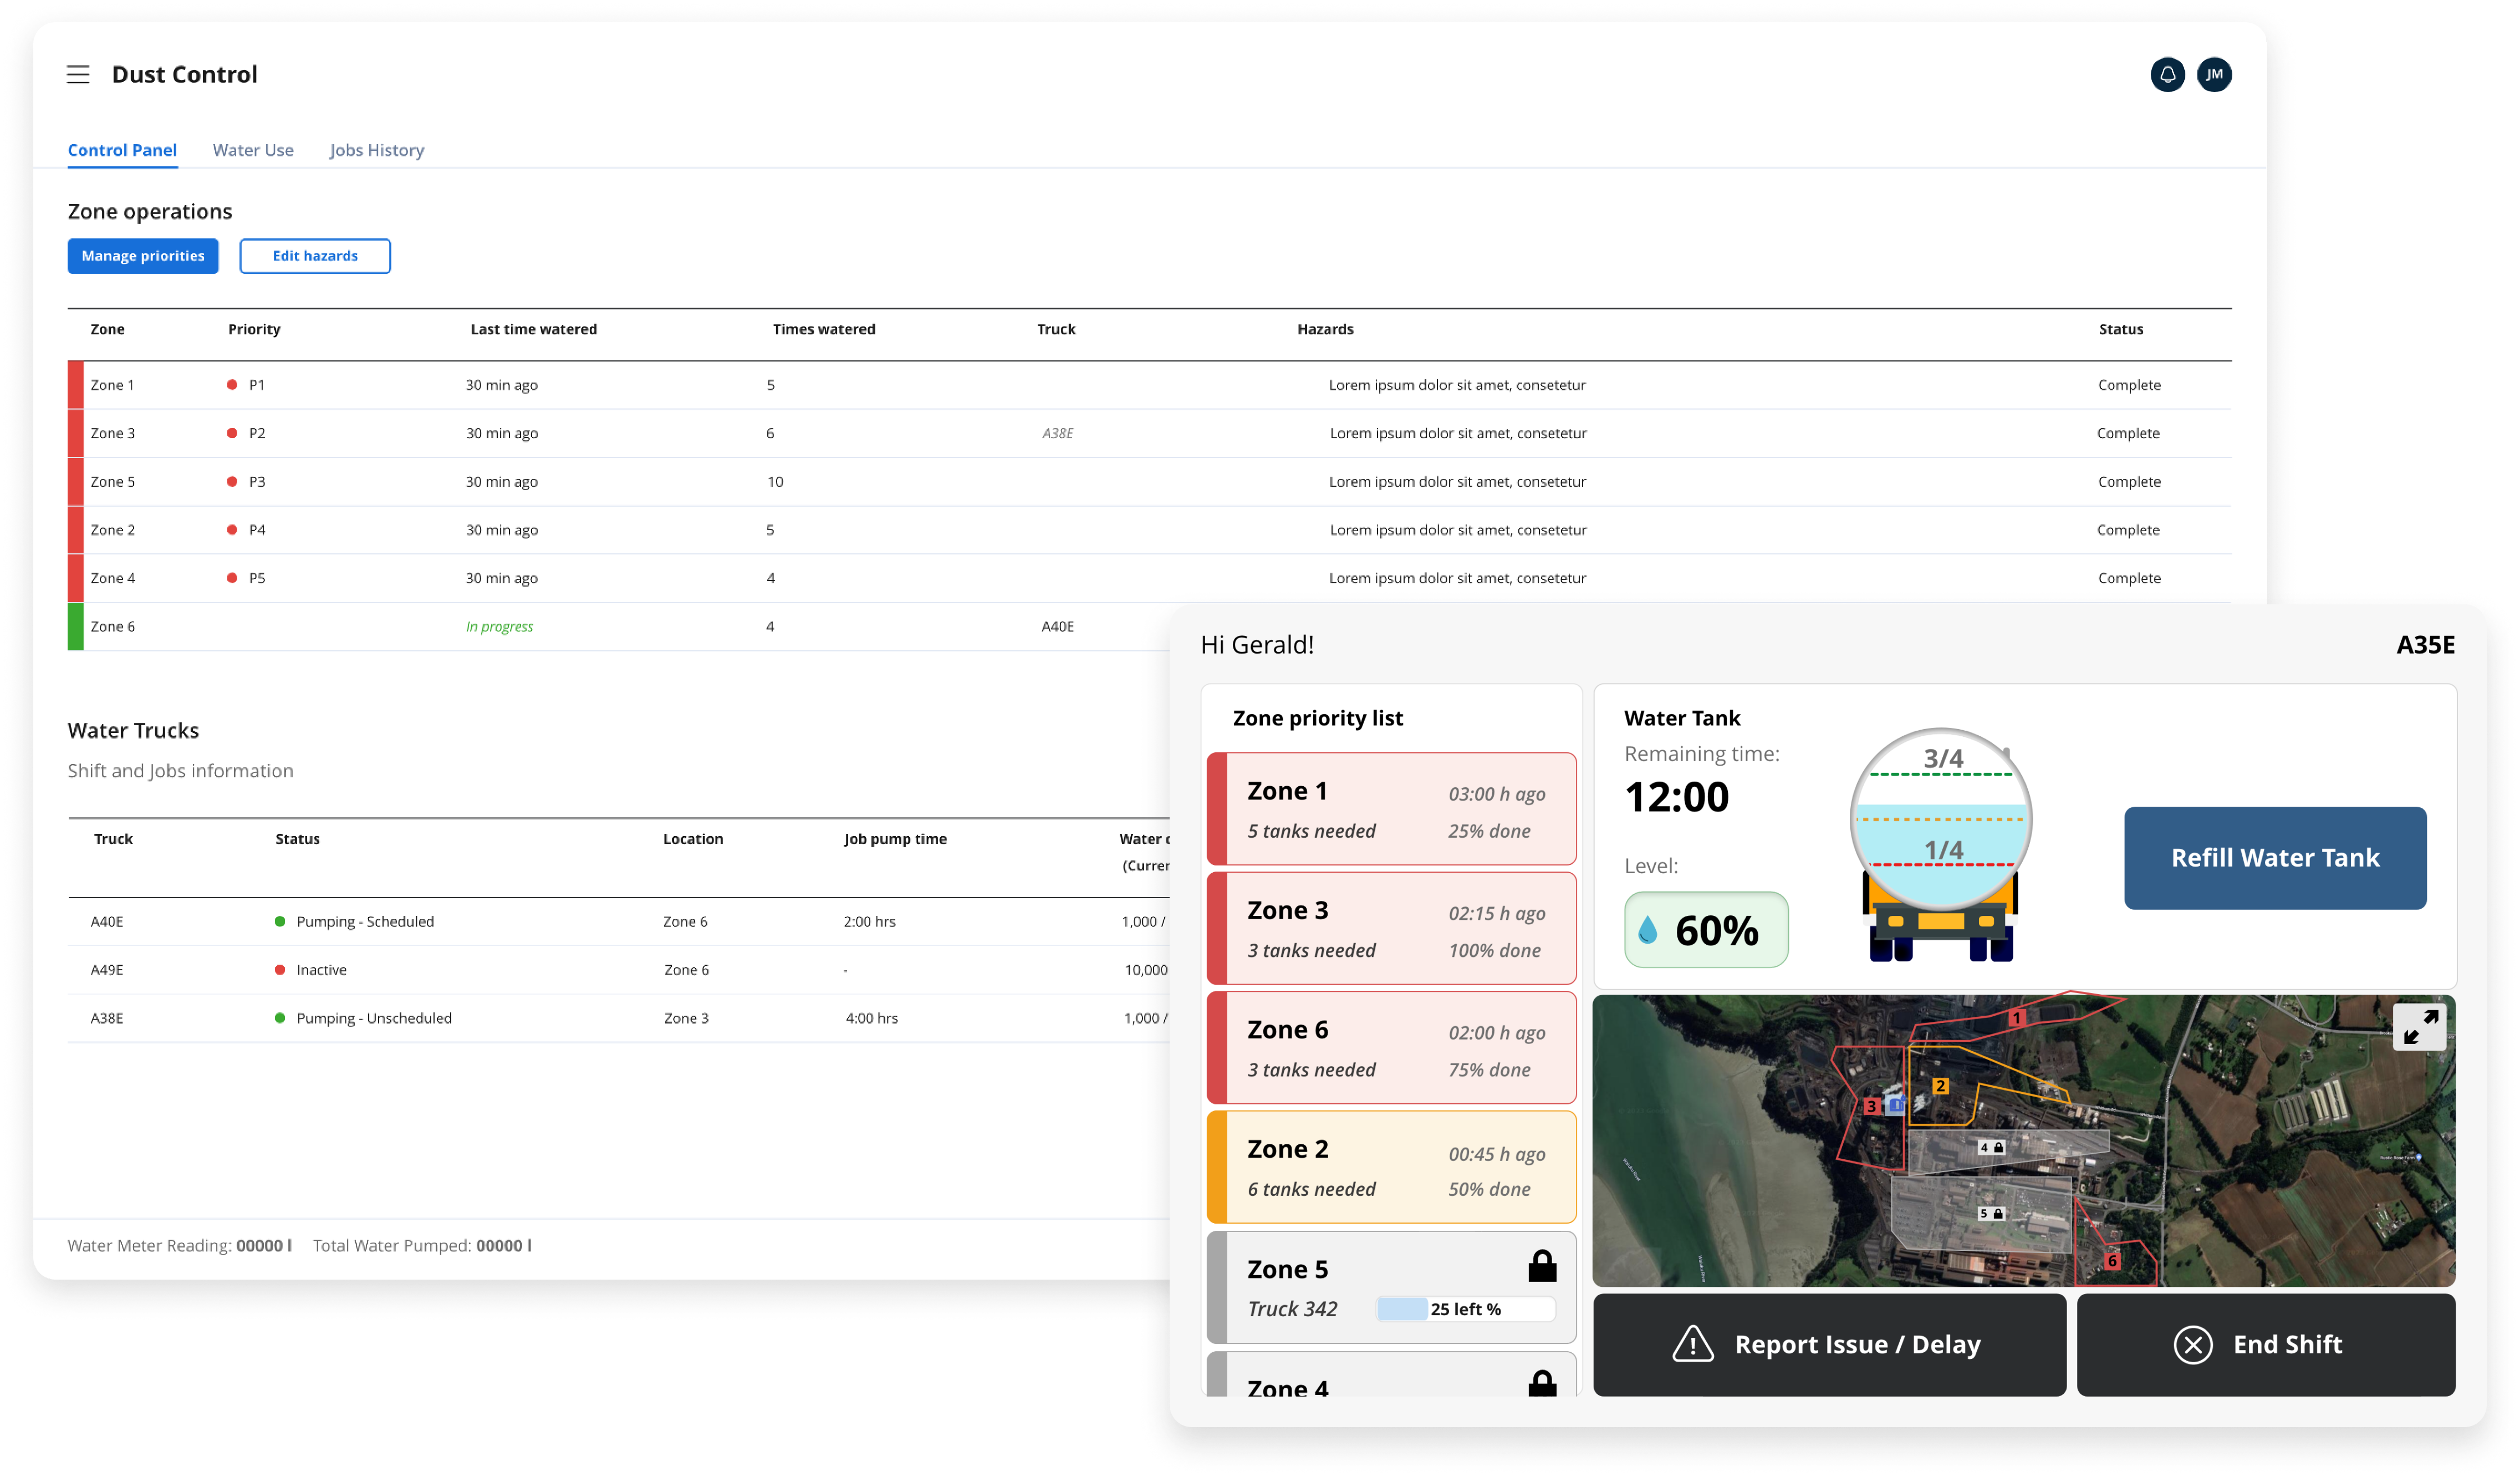 Dust Control
JM
Control Panel Water Use Jobs History
Zone operations
Manage priorities Edit hazards
Zone Priority Last time watered Times watered Truck Hazards Status
Zone 1 P1 30 min ago 5 Lorem ipsum dolor sit amet, consetetur Complete
Zone 3 P2 30 min ago 6 A38E Lorem ipsum dolor sit amet, consetetur Complete
Zone 5 P3 30 min ago 10 Lorem ipsum dolor sit amet, consetetur Complete
Zone 2 P4 30 min ago 5 Lorem ipsum dolor sit amet, consetetur Complete
Zone 4 P5 30 min ago 4 Lorem ipsum dolor sit amet, consetetur Complete
Zone 6 In progress 4 A40E
Water Trucks
Shift and Jobs information
Truck Status Location Job pump time Water
(Curren
A40E Pumping - Scheduled Zone 6 2:00 hrs 1,000 /
A49E Inactive Zone 6 - 10,000
A38E Pumping - Unscheduled Zone 3 4:00 hrs 1,000 /
Water Meter Reading: 00000 l Total Water Pumped: 00000 l
Hi Gerald! A35E
Zone priority list
Zone 1 03:00 h ago
5 tanks needed 25% done
Zone 3 02:15 h ago
3 tanks needed 100% done
Zone 6 02:00 h ago
3 tanks needed 75% done
Zone 2 00:45 h ago
6 tanks needed 50% done
Zone 5
Truck 342 25 left %
Zone 4
Water Tank
Remaining time:
12:00
Level:
60%
3/4
1/4
Refill Water Tank
1
2
3
4
5
6
Report Issue / Delay End Shift